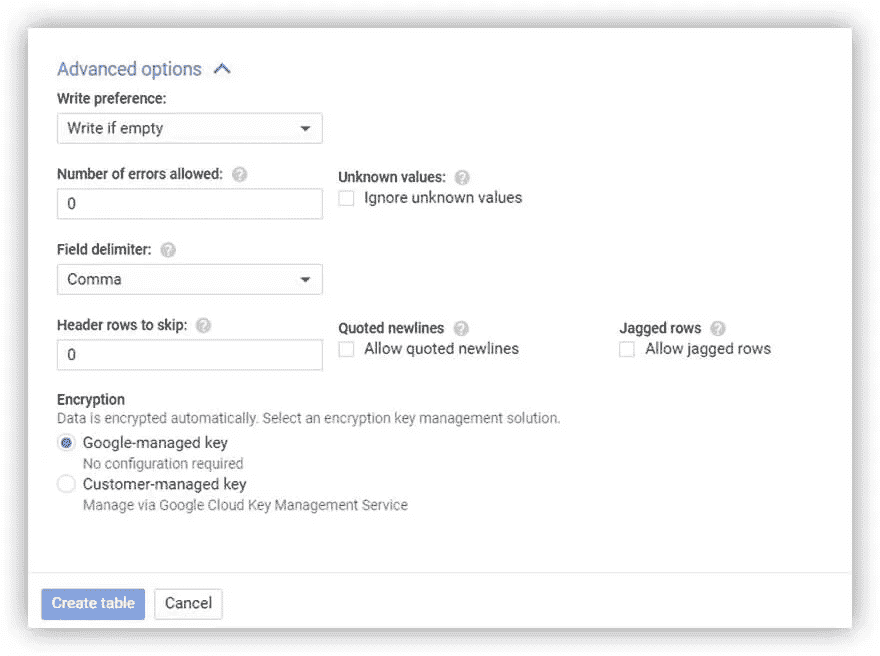 Advanced options
Write preference:
Write if empty
Number of errors allowed:
Unknown values:
0
Ignore unknown values
Field delimiter:
Comma
Header rows to skip:
Quoted newlines
Jagged rows
0
Allow quoted newlines
Allow jagged rows
Encryption
Data is encrypted automatically. Select an encryption key management solution.
Google-managed key
No configuration required
Customer-managed key
Manage via Google Cloud Key Management Service
Create table
Cancel